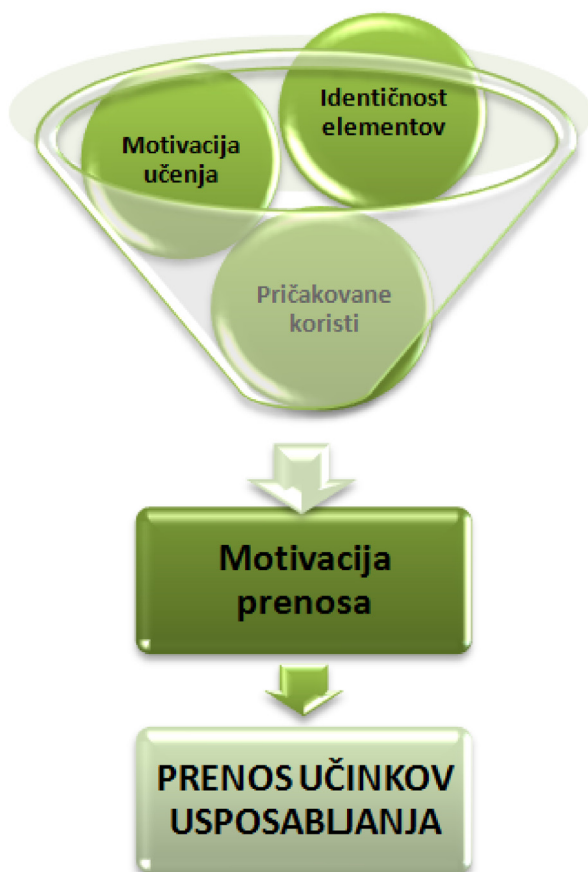 Identičnost
elementov
Motivacija
učenja
Pričakovane
koristi
Motivacija
prenosa
PRENOS UČINKOV
USPOSABLJANJA